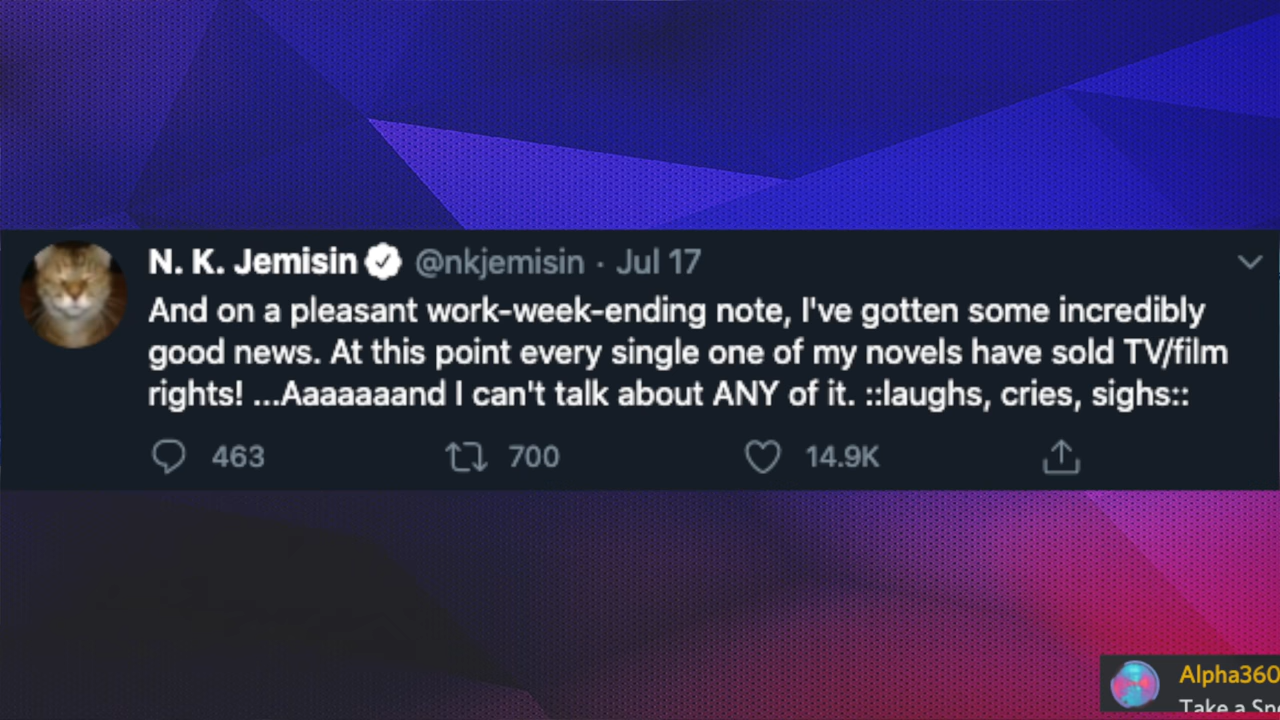 N. K. Jemisin @nkjemisin · Jul 17
And on a pleasant work-week-ending note, I've gotten some incredibly
good news. At this point every single one of my novels have sold TV/film
rights! ...Aaaaaaand I can't talk about ANY of it. ::laughs, cries, sighs::
463 700 14.9K
Alpha360
Take a